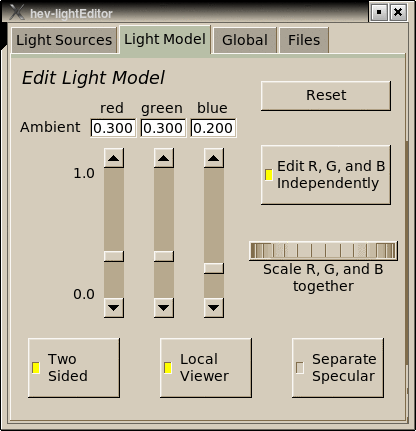 hev-lightEditor
Light Sources Light Model Global Files
Edit Light Model
Reset
red green blue
Ambient 0.300 0.300 0.200
Edit R, G, and B
Independently
1.0
Scale R, G, and B
together
0.0
Two
Sided
Local
Viewer
Separate
Specular